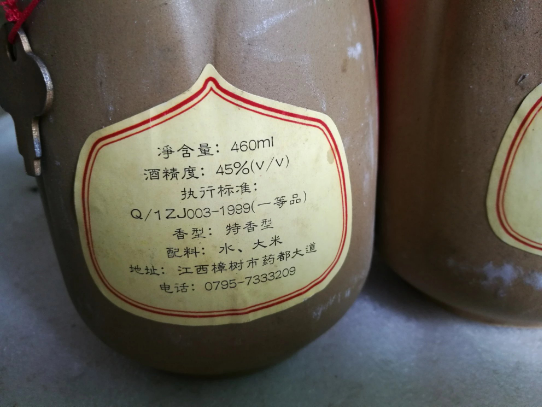 淨含量：460ml
酒精度：45%(v/v)
执行标准：
Q/1ZJ003-1999(一等品)
香型：特香型
配料：水、大米
地址：江西樟树市药都大道
电话：0795-7333209